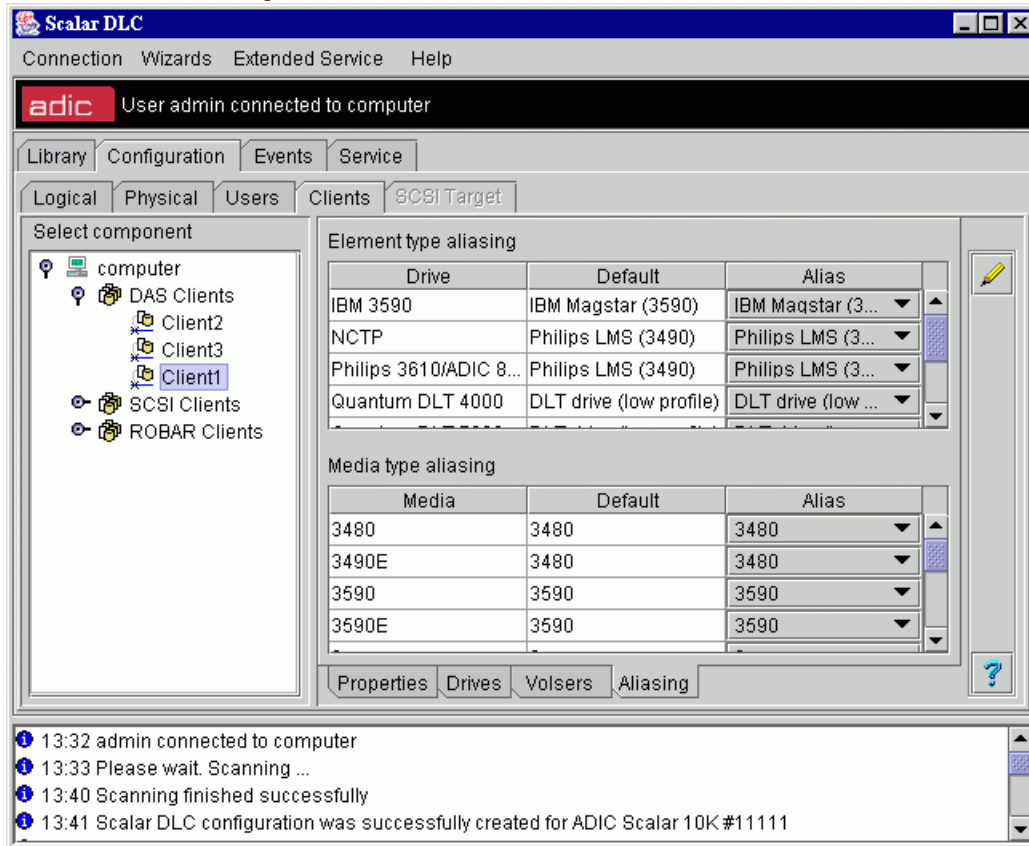 Scalar DLC
Connection Wizards Extended Service Help
adic User admin connected to computer
Library Configuration Events Service
Logical Physical Users Clients SCSI Target
Select component
computer
DAS Clients
Client2
Client3
Client1
SCSI Clients
ROBAR Clients
Element type aliasing
Drive Default Alias
IBM 3590 IBM Magstar (3590) IBM Magstar (3...
NCTP Philips LMS (3490) Philips LMS (3...
Philips 3610/ADIC 8... Philips LMS (3490) Philips LMS (3...
Quantum DLT 4000 DLT drive (low profile) DLT drive (low ...
Media type aliasing
Media Default Alias
3480 3480 3480
3490E 3480 3480
3590 3590 3590
3590E 3590 3590
Properties Drives Volsers Aliasing
13:32 admin connected to computer
13:33 Please wait. Scanning ...
13:40 Scanning finished successfully
13:41 Scalar DLC configuration was successfully created for ADIC Scalar 10K #11111